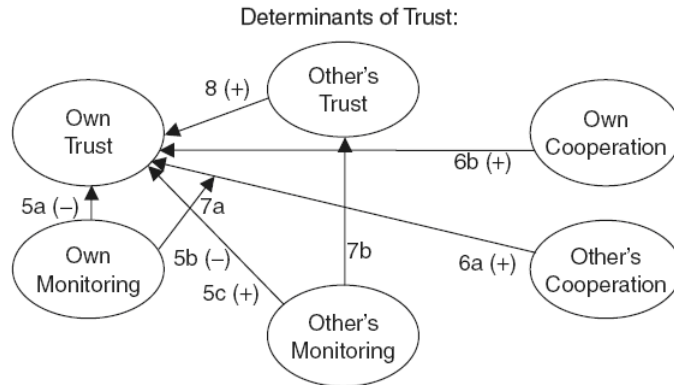 Determinants of Trust:
8 (+)
Other's
Trust
Own
Trust
Own
Cooperation
6b (+)
5a (–)
7a
Own
Monitoring
5b (–)
7b
6a (+)
Other's
Cooperation
5c (+)
Other's
Monitoring